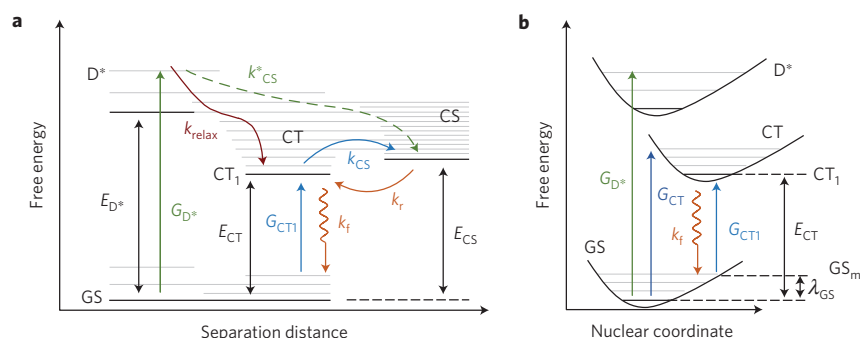 a
Free energy
D*
k*CS
CS
krelax
CT
kCS
CT1
kr
ED*
GD*
ECT
GCT1
kf
ECS
GS
Separation distance
b
Free energy
D*
CT
GD*
GCT
CT1
kf
GCT1
ECT
GS
GSm
λGS
Nuclear coordinate